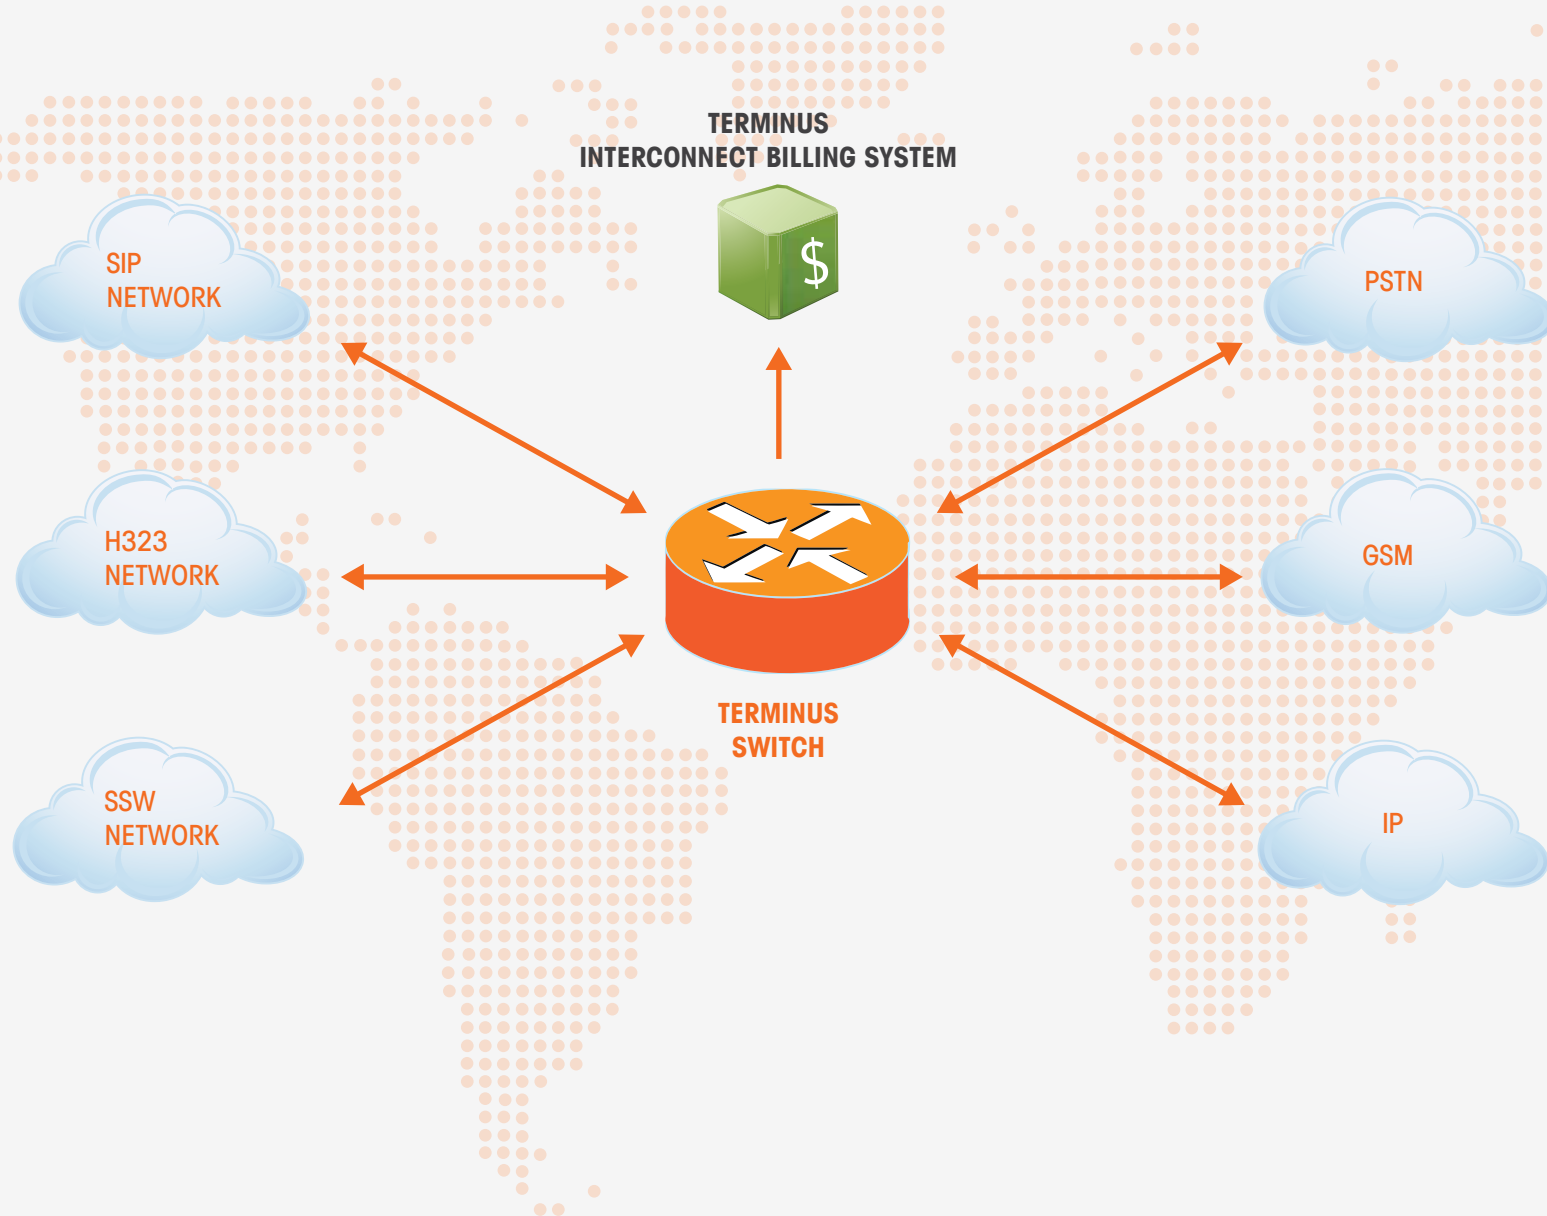 TERMINUS
INTERCONNECT BILLING SYSTEM
$
SIP
NETWORK
PSTN
H323
NETWORK
GSM
TERMINUS
SWITCH
SSW
NETWORK
IP